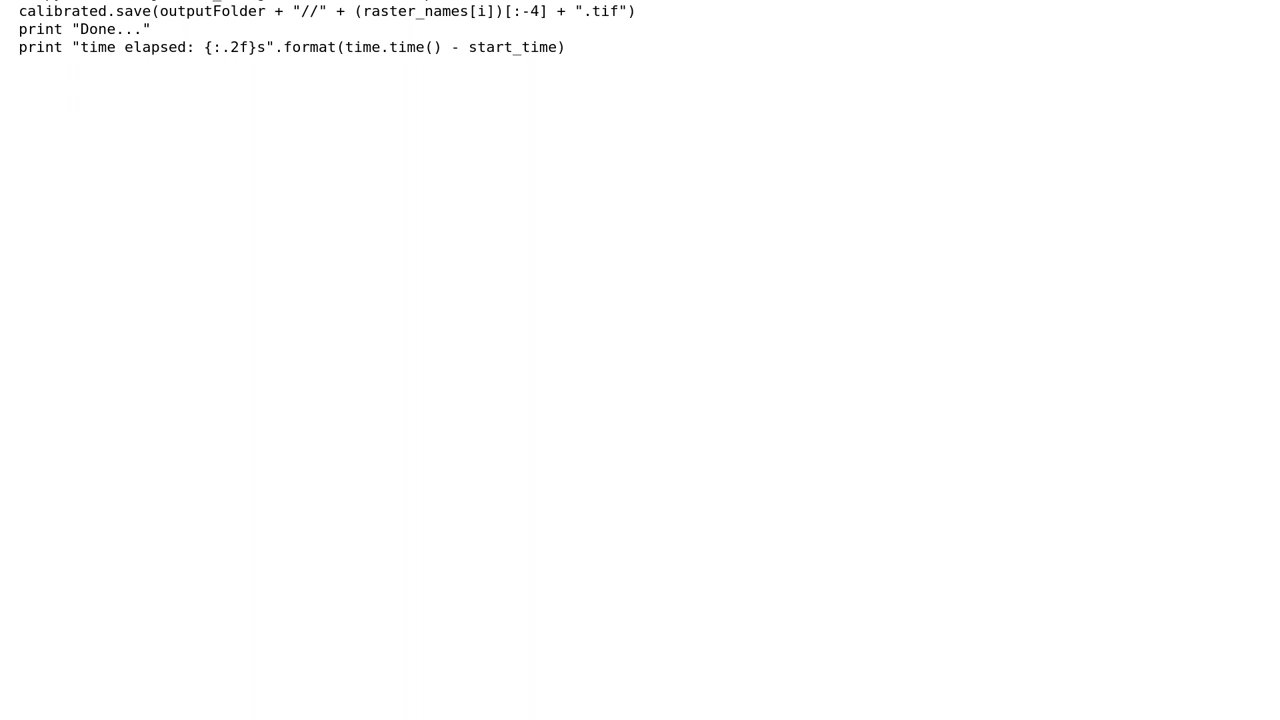 calibrated.save(outputFolder + "//" + (raster_names[i])[:-4] + ".tif")
print "Done..."
print "time elapsed: {:.2f}s".format(time.time() - start_time)